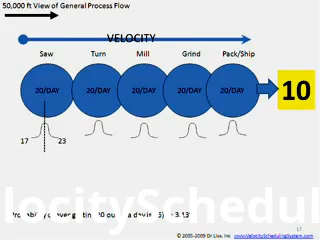 50,000 ft View of General Process Flow
VELOCITY
Saw Turn Mill Grind Pack/Ship
20/DAY 20/DAY 20/DAY 20/DAY 20/DAY
10
17 23
locitySchedul
17
© 2005-2009 Dr Lisa, Inc www.VelocitySchedulingSystem.com